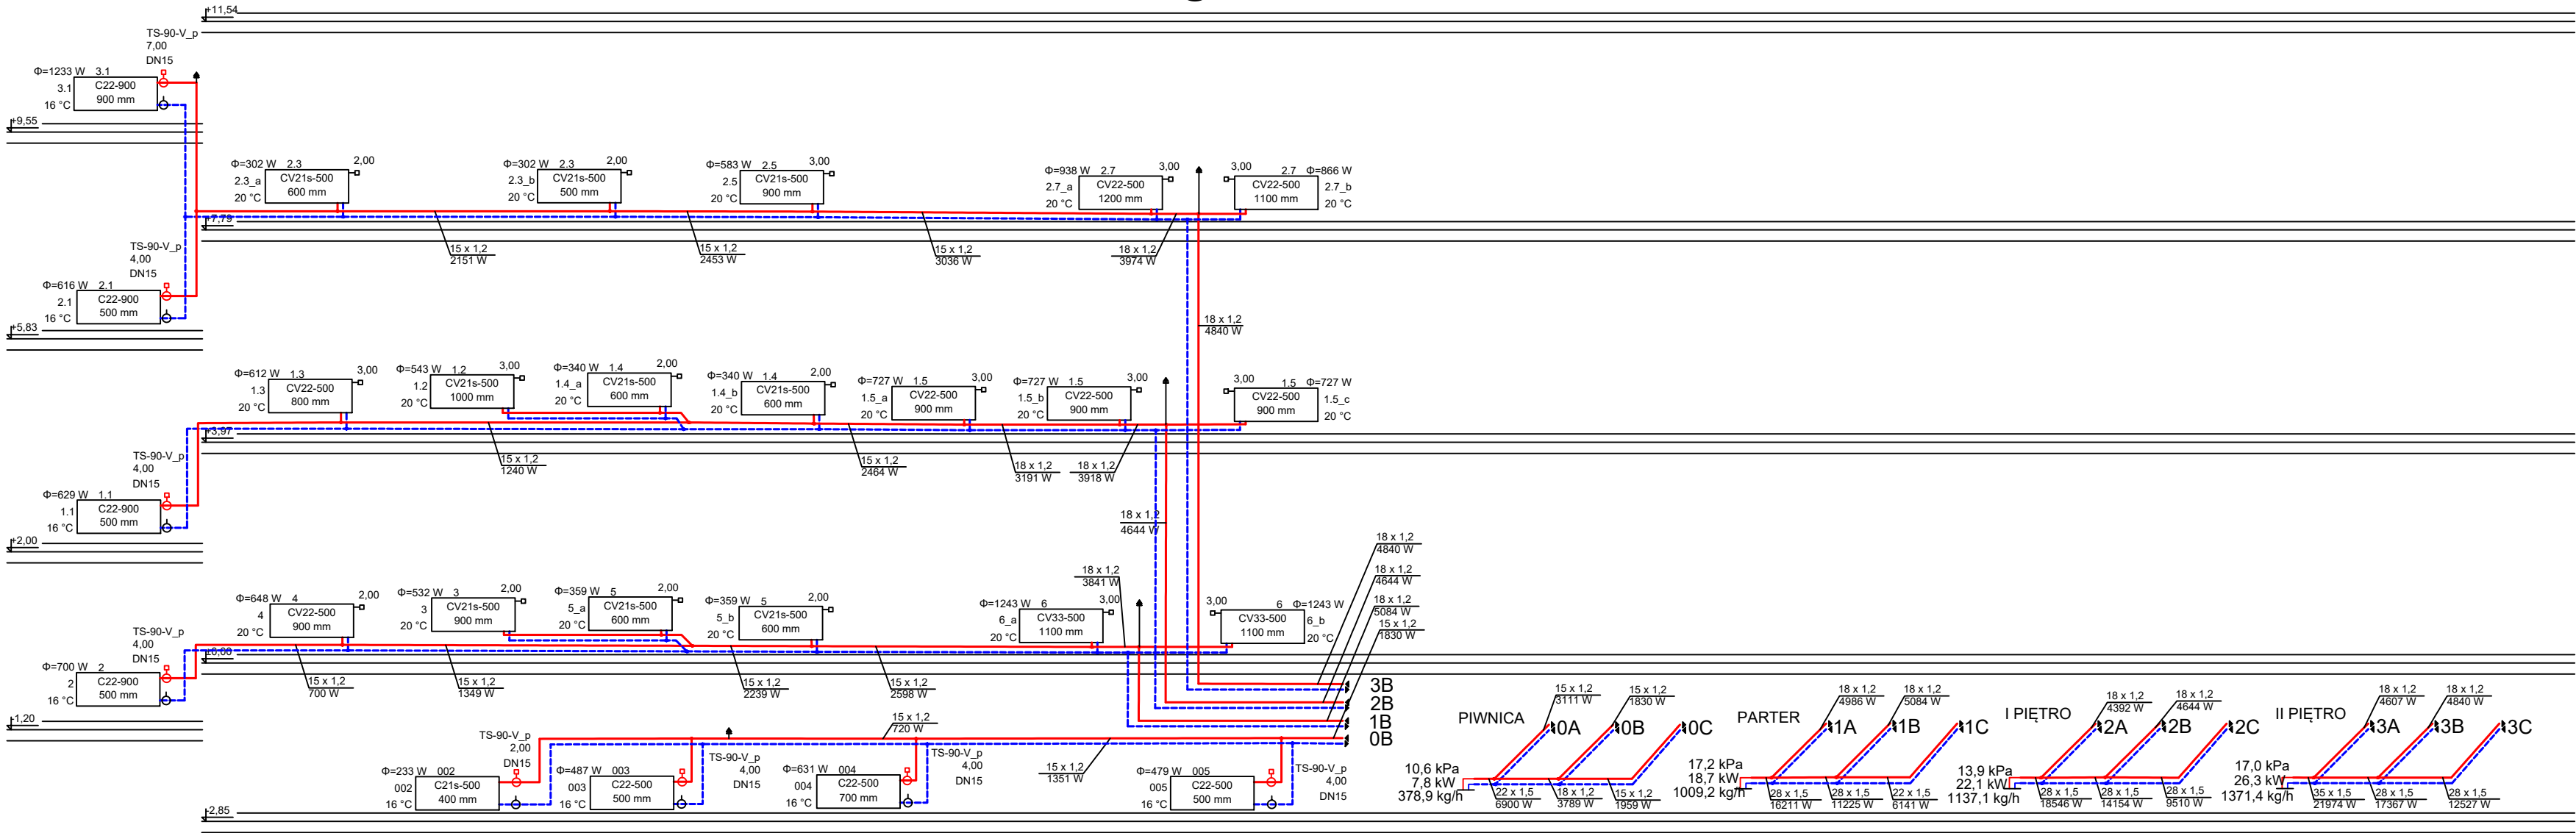 +11,54
TS-90-V_p
7,00
DN15
Φ=1233 W 3.1
3.1
16 °C
C22-900
900 mm
+9,55
Φ=302 W 2.3
2,00
2.3_a
20 °C
CV21s-500
600 mm
Φ=302 W 2.3
2,00
2.3_b
20 °C
CV21s-500
500 mm
Φ=583 W 2.5
3,00
2.5
20 °C
CV21s-500
900 mm
Φ=938 W 2.7
3,00
2.7_a
20 °C
CV22-500
1200 mm
3,00
2.7 Φ=866 W
CV22-500
1100 mm
2.7_b
20 °C
+7,79
15 x 1,2
2151 W
15 x 1,2
2453 W
15 x 1,2
3036 W
18 x 1,2
3974 W
TS-90-V_p
4,00
DN15
Φ=616 W 2.1
2.1
16 °C
C22-900
500 mm
+5,83
18 x 1,2
4840 W
Φ=612 W 1.3
3,00
1.3
20 °C
CV22-500
800 mm
Φ=543 W 1.2
3,00
1.2
20 °C
CV21s-500
1000 mm
Φ=340 W 1.4
2,00
1.4_a
20 °C
CV21s-500
600 mm
Φ=340 W 1.4
2,00
1.4_b
20 °C
CV21s-500
600 mm
Φ=727 W 1.5
3,00
1.5_a
20 °C
CV22-500
900 mm
Φ=727 W 1.5
3,00
1.5_b
20 °C
CV22-500
900 mm
3,00
1.5 Φ=727 W
CV22-500
900 mm
1.5_c
20 °C
+3,97
15 x 1,2
1240 W
15 x 1,2
2464 W
18 x 1,2
3191 W
18 x 1,2
3918 W
TS-90-V_p
4,00
DN15
Φ=629 W 1.1
1.1
16 °C
C22-900
500 mm
+2,00
18 x 1,2
4644 W
18 x 1,2
4840 W
18 x 1,2
4644 W
18 x 1,2
5084 W
15 x 1,2
1830 W
18 x 1,2
3841 W
Φ=648 W 4
2,00
4
20 °C
CV22-500
900 mm
Φ=532 W 3
2,00
3
20 °C
CV21s-500
900 mm
Φ=359 W 5
2,00
5_a
20 °C
CV21s-500
600 mm
Φ=359 W 5
2,00
5_b
20 °C
CV21s-500
600 mm
Φ=1243 W 6
3,00
6_a
20 °C
CV33-500
1100 mm
3,00
6 Φ=1243 W
CV33-500
1100 mm
6_b
20 °C
TS-90-V_p
4,00
DN15
Φ=700 W 2
2
16 °C
C22-900
500 mm
15 x 1,2
700 W
15 x 1,2
1349 W
15 x 1,2
2239 W
15 x 1,2
2598 W
-1,20
3B
2B
1B
0B
15 x 1,2
720 W
15 x 1,2
1351 W
TS-90-V_p
2,00
DN15
Φ=233 W 002
002
16 °C
C21s-500
400 mm
Φ=487 W 003
003
16 °C
C22-500
500 mm
TS-90-V_p
4,00
DN15
Φ=631 W 004
004
16 °C
C22-500
700 mm
TS-90-V_p
4,00
DN15
Φ=479 W 005
005
16 °C
C22-500
500 mm
TS-90-V_p
4,00
DN15
-2,85
PIWNICA
15 x 1,2
3111 W
15 x 1,2
1830 W
0A
0B
0C
10,6 kPa
7,8 kW
378,9 kg/h
22 x 1,5
6900 W
18 x 1,2
3789 W
15 x 1,2
1959 W
PARTER
18 x 1,2
4986 W
18 x 1,2
5084 W
1A
1B
1C
17,2 kPa
18,7 kW
1009,2 kg/h
28 x 1,5
16211 W
28 x 1,5
11225 W
22 x 1,5
6141 W
I PIĘTRO
18 x 1,2
4392 W
18 x 1,2
4644 W
2A
2B
2C
13,9 kPa
22,1 kW
1137,1 kg/h
28 x 1,5
18546 W
28 x 1,5
14154 W
28 x 1,5
9510 W
II PIĘTRO
18 x 1,2
4607 W
18 x 1,2
4840 W
3A
3B
3C
17,0 kPa
26,3 kW
1371,4 kg/h
35 x 1,5
21974 W
28 x 1,5
17367 W
28 x 1,5
12527 W